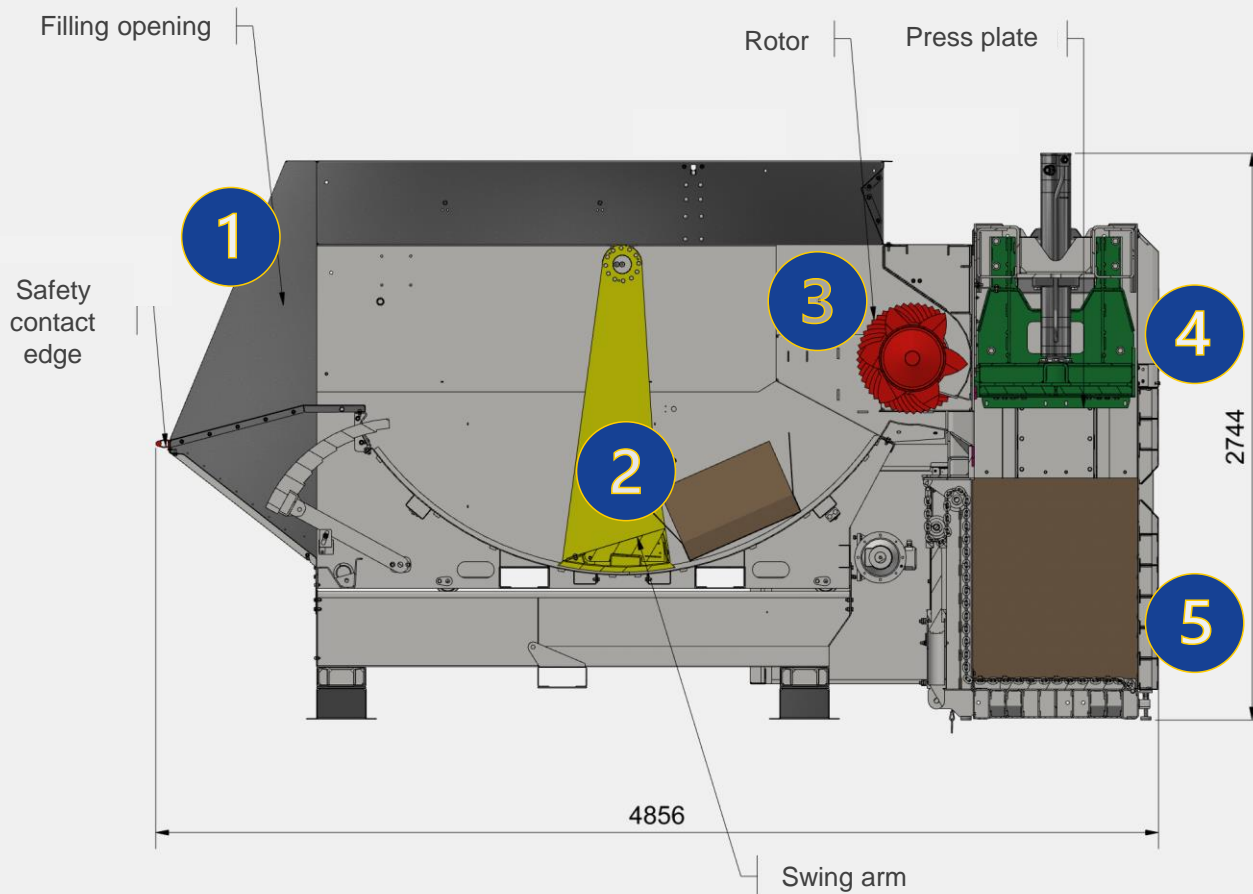 Filling opening
Rotor
Press plate
1
Safety
contact
edge
3
4
2744
2
5
4856
Swing arm